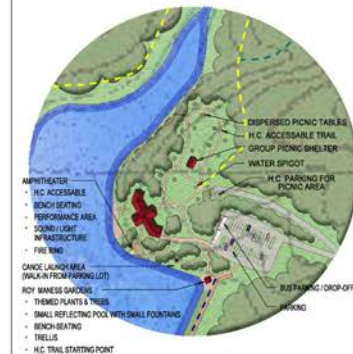 DISPERSED PICNIC TABLES
H.C. ACCESSABLE TRAIL
GROUP PICNIC SHELTER
WATER SPIGOT
H.C. PARKING FOR
PICNIC AREA
AMPHITHEATER
- H.C. ACCESSABLE
- BENCH SEATING
- PERFORMANCE AREA
- SOUND / LIGHT
INFRASTRUCTURE
- FIRE RING
CANOE LAUNCH AREA
(WALK-IN FROM PARKING LOT)
ROY MANESS GARDENS
- THEMED PLANTS & TREES
- SMALL REFLECTING POOL WITH SMALL FOUNTAINS
- BENCH-SEATING
- TRELLIS
- H.C. TRAIL STARTING POINT
BUS PARKING / DROP-OFF
PARKING